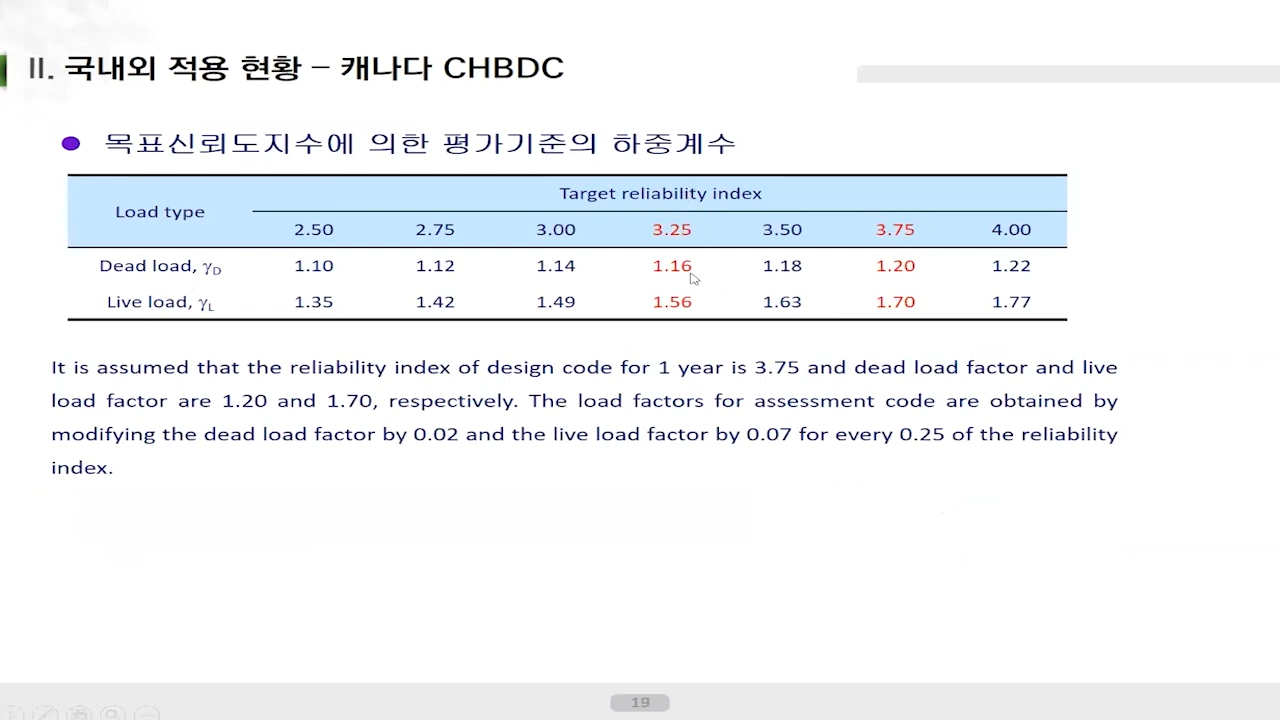 II. 국내외 적용 현황 – 캐나다 CHBDC
● 목표신뢰도지수에 의한 평가기준의 하중계수
Load type Target reliability index
2.50 2.75 3.00 3.25 3.50 3.75 4.00
Dead load, γD 1.10 1.12 1.14 1.16 1.18 1.20 1.22
Live load, γL 1.35 1.42 1.49 1.56 1.63 1.70 1.77
It is assumed that the reliability index of design code for 1 year is 3.75 and dead load factor and live
load factor are 1.20 and 1.70, respectively. The load factors for assessment code are obtained by
modifying the dead load factor by 0.02 and the live load factor by 0.07 for every 0.25 of the reliability
index.
19